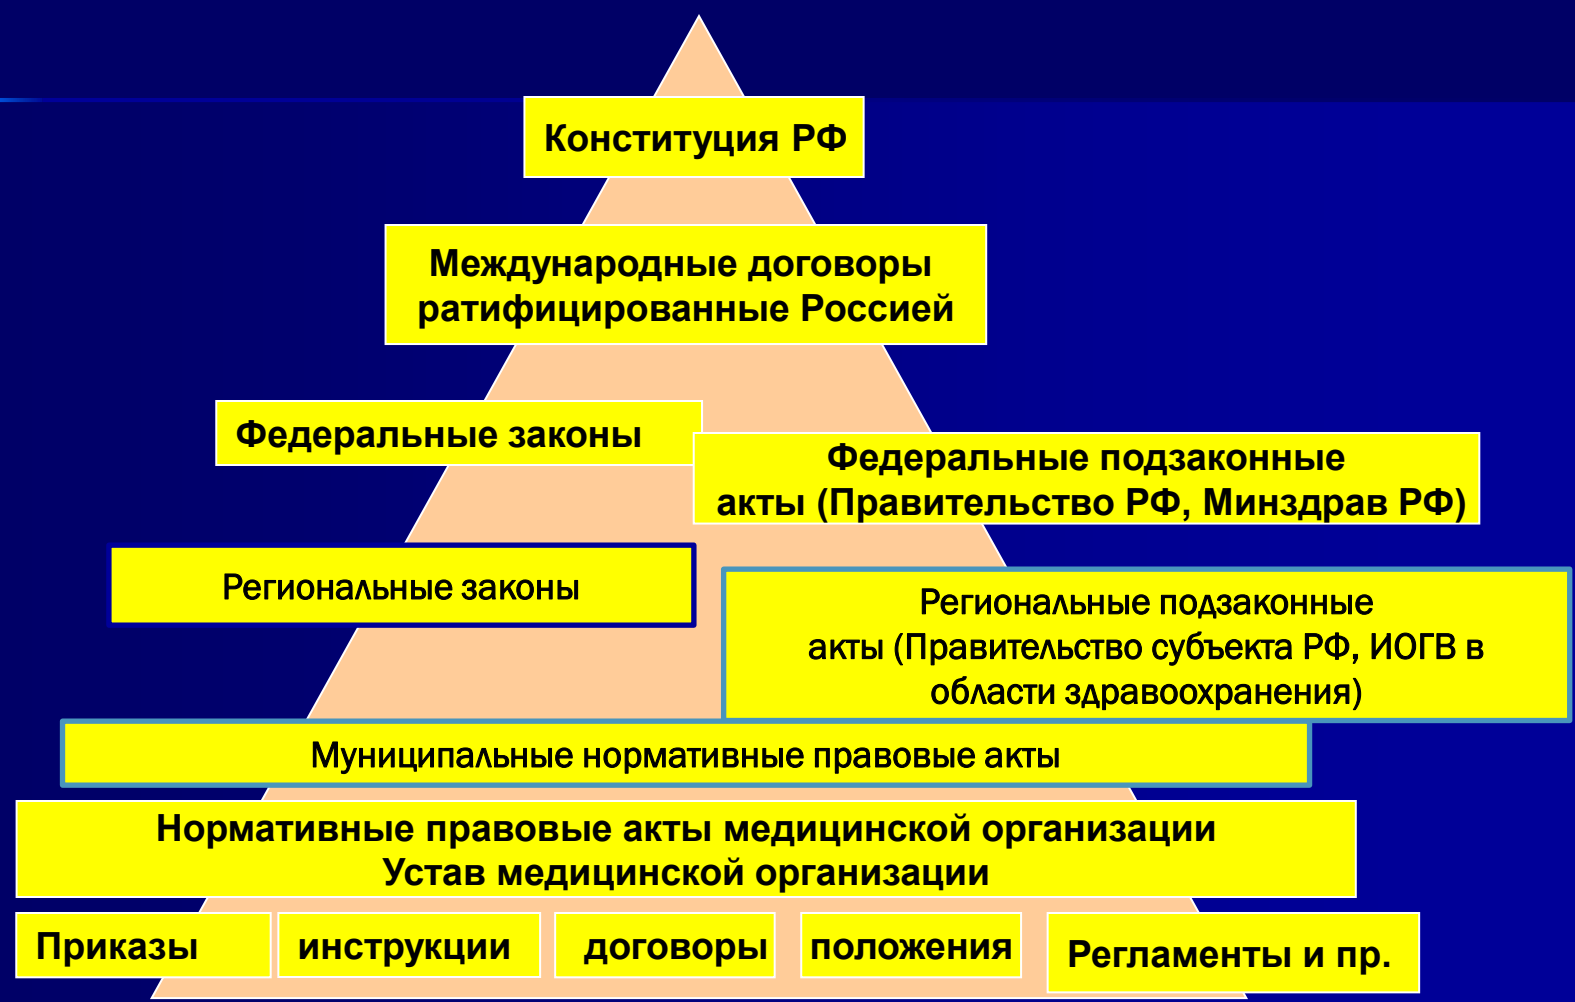 Конституция РФ
Международные договоры
ратифицированные Россией
Федеральные законы
Федеральные подзаконные
акты (Правительство РФ, Минздрав РФ)
Региональные законы
Региональные подзаконные
акты (Правительство субъекта РФ, ИОГВ в
области здравоохранения)
Муниципальные нормативные правовые акты
Нормативные правовые акты медицинской организации
Устав медицинской организации
Приказы
инструкции
договоры
положения
Регламенты и пр.